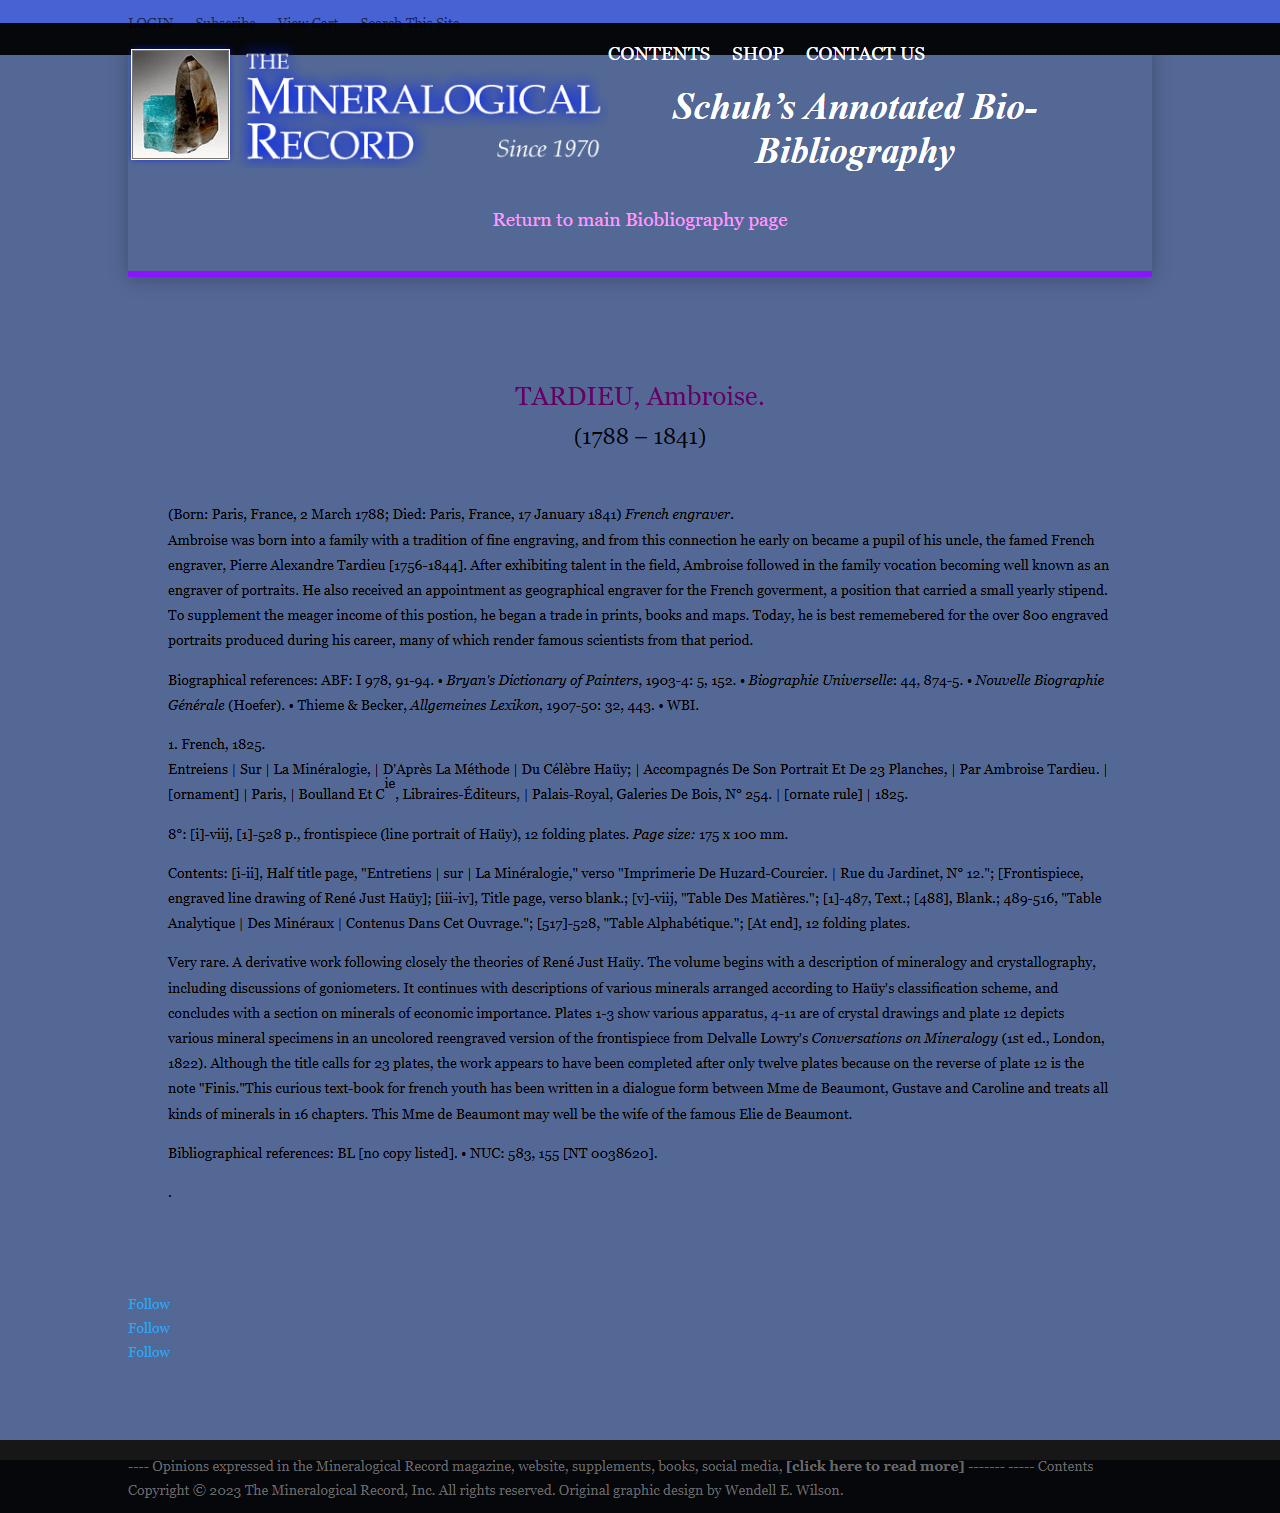 LOGIN Subscribe View Cart Search This Site
CONTENTS SHOP CONTACT US
THE
MINERALOGICAL
RECORD
Since 1970
Schuh’s Annotated Bio-
Bibliography
Return to main Biobliography page
TARDIEU, Ambroise.
(1788 – 1841)
(Born: Paris, France, 2 March 1788; Died: Paris, France, 17 January 1841) French engraver.
Ambroise was born into a family with a tradition of fine engraving, and from this connection he early on became a pupil of his uncle, the famed French
engraver, Pierre Alexandre Tardieu [1756-1844]. After exhibiting talent in the field, Ambroise followed in the family vocation becoming well known as an
engraver of portraits. He also received an appointment as geographical engraver for the French goverment, a position that carried a small yearly stipend.
To supplement the meager income of this postion, he began a trade in prints, books and maps. Today, he is best rememebered for the over 800 engraved
portraits produced during his career, many of which render famous scientists from that period.
Biographical references: ABF: I 978, 91-94. • Bryan's Dictionary of Painters, 1903-4: 5, 152. • Biographie Universelle: 44, 874-5. • Nouvelle Biographie
Générale (Hoefer). • Thieme & Becker, Allgemeines Lexikon, 1907-50: 32, 443. • WBI.
1. French, 1825.
Entreiens | Sur | La Minéralogie, | D'Après La Méthode | Du Célèbre Haüy; | Accompagnés De Son Portrait Et De 23 Planches, | Par Ambroise Tardieu. |
[ornament] | Paris, | Boulland Et Cie, Libraires-Éditeurs, | Palais-Royal, Galeries De Bois, N° 254. | [ornate rule] | 1825.
8°: [i]-viij, [1]-528 p., frontispiece (line portrait of Haüy), 12 folding plates. Page size: 175 x 100 mm.
Contents: [i-ii], Half title page, "Entretiens | sur | La Minéralogie," verso "Imprimerie De Huzard-Courcier. | Rue du Jardinet, N° 12."; [Frontispiece,
engraved line drawing of René Just Haüy]; [iii-iv], Title page, verso blank.; [v]-viij, "Table Des Matières."; [1]-487, Text.; [488], Blank.; 489-516, "Table
Analytique | Des Minéraux | Contenus Dans Cet Ouvrage."; [517]-528, "Table Alphabétique."; [At end], 12 folding plates.
Very rare. A derivative work following closely the theories of René Just Haüy. The volume begins with a description of mineralogy and crystallography,
including discussions of goniometers. It continues with descriptions of various minerals arranged according to Haüy's classification scheme, and
concludes with a section on minerals of economic importance. Plates 1-3 show various apparatus, 4-11 are of crystal drawings and plate 12 depicts
various mineral specimens in an uncolored reengraved version of the frontispiece from Delvalle Lowry's Conversations on Mineralogy (1st ed., London,
1822). Although the title calls for 23 plates, the work appears to have been completed after only twelve plates because on the reverse of plate 12 is the
note "Finis."This curious text-book for french youth has been written in a dialogue form between Mme de Beaumont, Gustave and Caroline and treats all
kinds of minerals in 16 chapters. This Mme de Beaumont may well be the wife of the famous Elie de Beaumont.
Bibliographical references: BL [no copy listed]. • NUC: 583, 155 [NT 0038620].
.
Follow
Follow
Follow
---- Opinions expressed in the Mineralogical Record magazine, website, supplements, books, social media, [click here to read more] ------- ----- Contents
Copyright © 2023 The Mineralogical Record, Inc. All rights reserved. Original graphic design by Wendell E. Wilson.